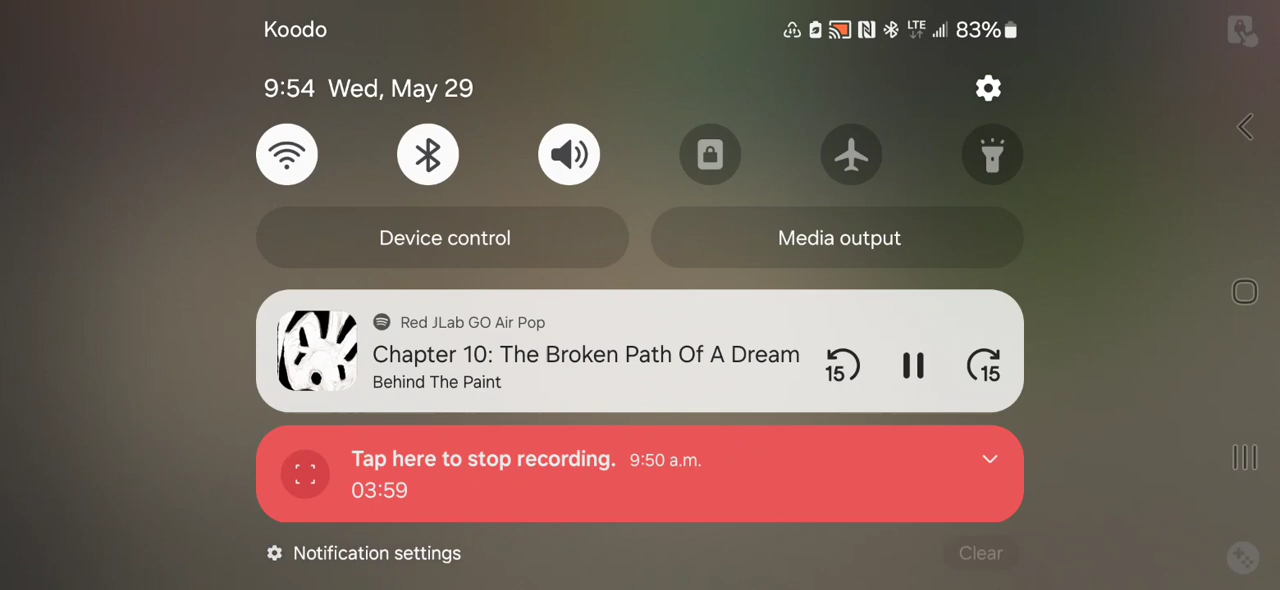 Koodo
LTE 83%
9:54 Wed, May 29
Device control
Media output
Red JLab GO Air Pop
Chapter 10: The Broken Path Of A Dream
Behind The Paint
15
15
Tap here to stop recording. 9:50 a.m.
03:59
Notification settings
Clear